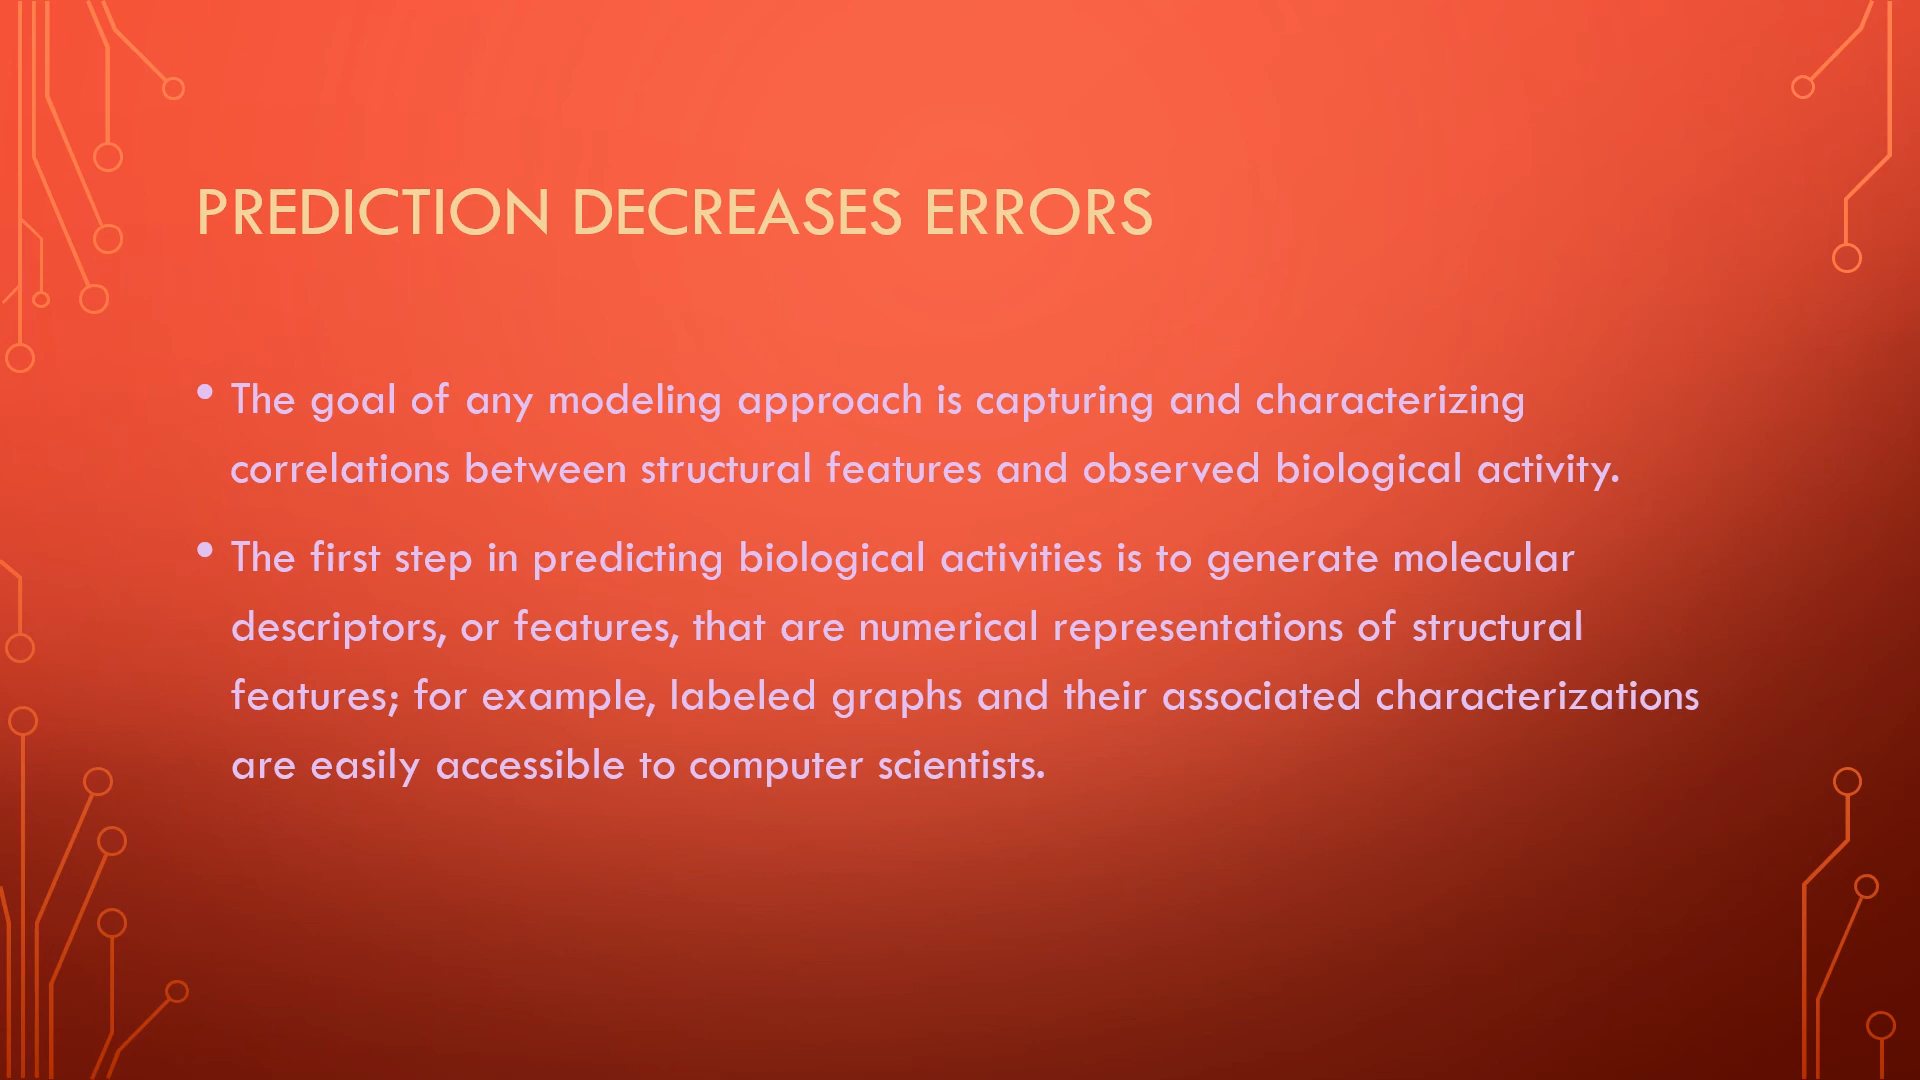 PREDICTION DECREASES ERRORS
• The goal of any modeling approach is capturing and characterizing
correlations between structural features and observed biological activity.
• The first step in predicting biological activities is to generate molecular
descriptors, or features, that are numerical representations of structural
features; for example, labeled graphs and their associated characterizations
are easily accessible to computer scientists.